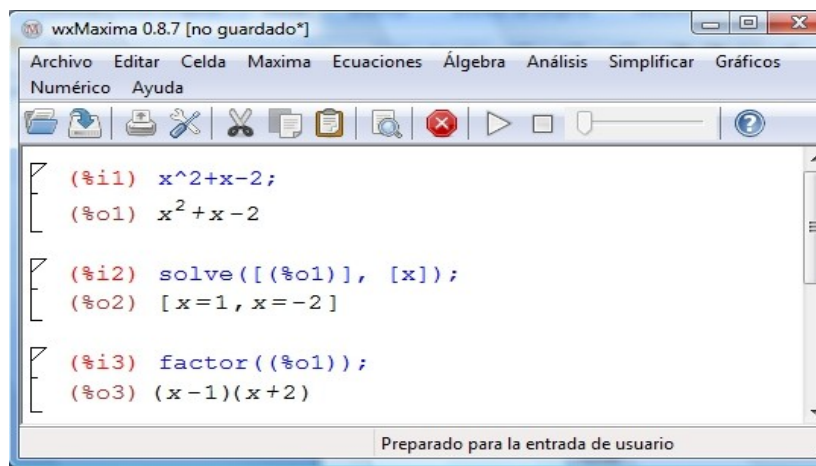 wxMaxima 0.8.7 [no guardado*]
Archivo Editar Celda Maxima Ecuaciones Álgebra Análisis Simplificar Gráficos
Numérico Ayuda
(%i1) x^2+x-2;
(%o1) x²+x-2
(%i2) solve([(%o1)], [x]);
(%o2) [x=1,x=-2]
(%i3) factor((%o1));
(%o3) (x-1)(x+2)
Preparado para la entrada de usuario